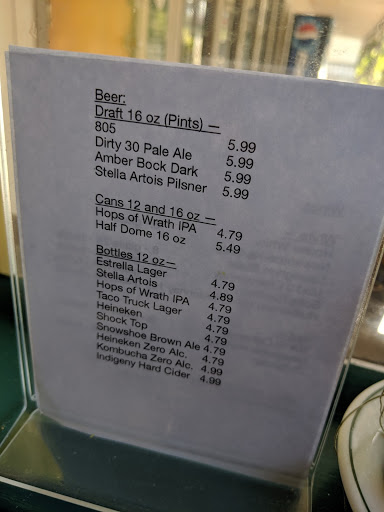 pepsi
Beer:
Draft 16 oz (Pints) —
805 5.99
Dirty 30 Pale Ale 5.99
Amber Bock Dark 5.99
Stella Artois Pilsner 5.99
Cans 12 and 16 oz —
Hops of Wrath IPA 4.79
Half Dome 16 oz 5.49
Bottles 12 oz—
Estrella Lager 4.79
Stella Artois 4.89
Hops of Wrath IPA 4.79
Taco Truck Lager 4.79
Heineken 4.79
Shock Top 4.79
Snowshoe Brown Ale 4.79
Heineken Zero Alc. 4.79
Kombucha Zero Alc. 4.99
Indigeny Hard Cider 4.99